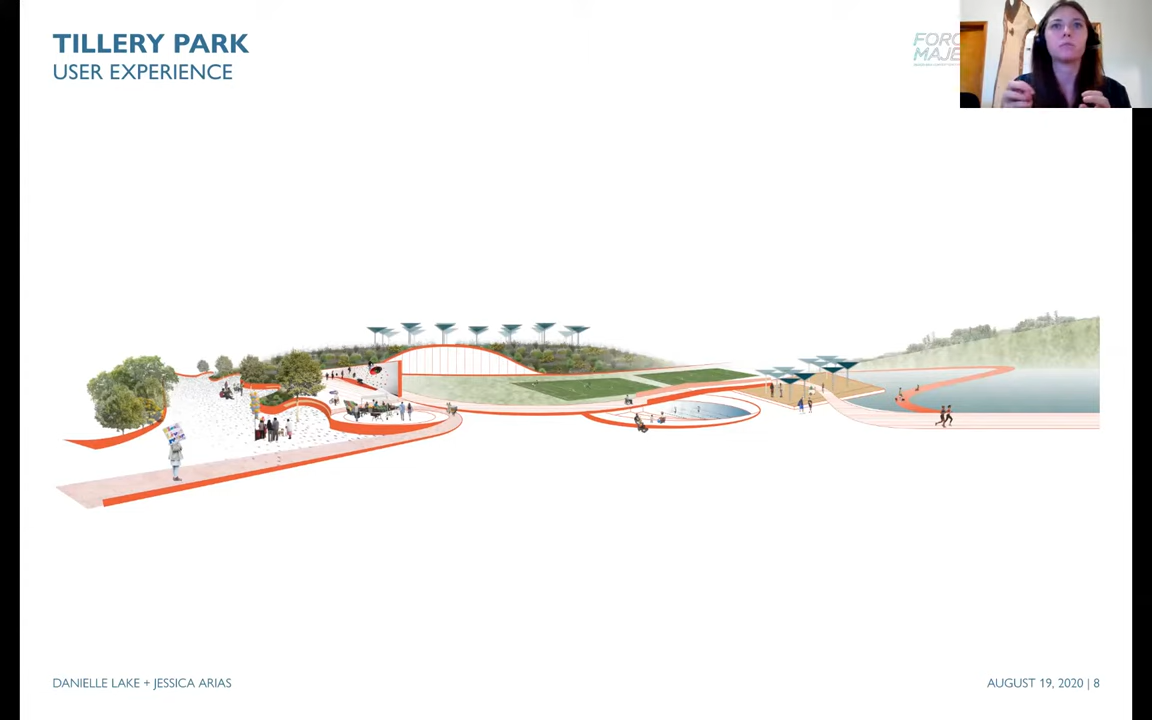 TILLERY PARK
USER EXPERIENCE
DANIELLE LAKE + JESSICA ARIAS
AUGUST 19, 2020 | 8